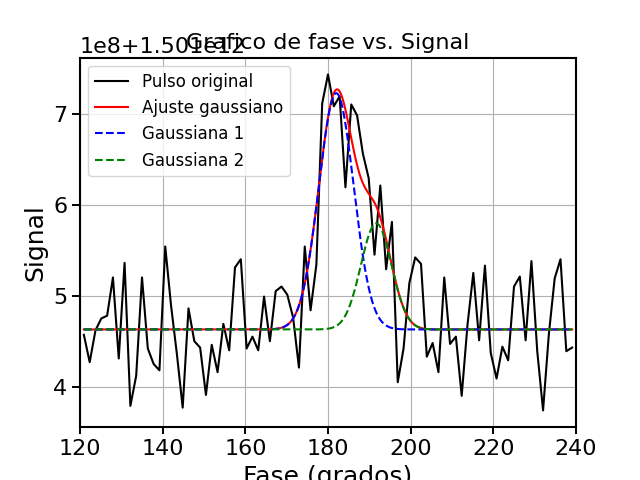 1e8+1.501e12
Grafico de fase vs. Signal
Pulso original
Ajuste gaussiano
Gaussiana 1
Gaussiana 2
Signal
7
6
5
4
120 140 160 180 200 220 240
Fase (grados)